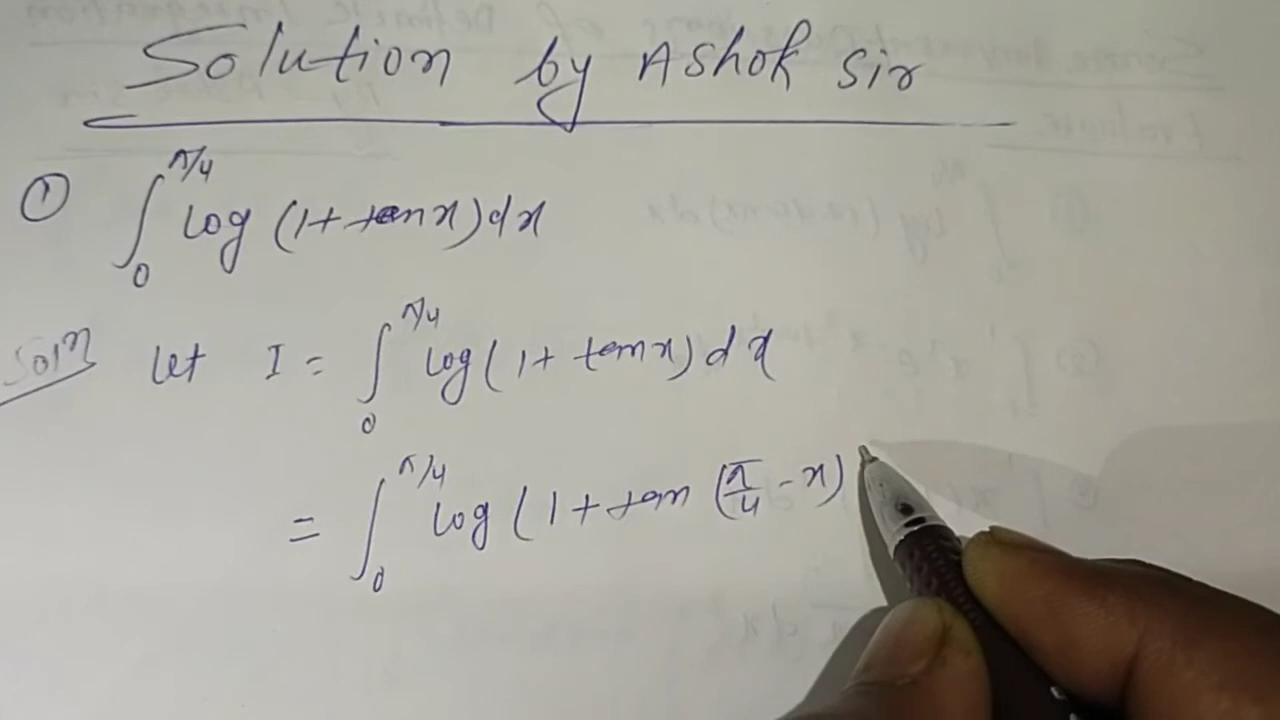 Solution by Ashok Sir
① ∫₀^π/4 log (1 + tan x) dx
Soln Let I = ∫₀^π/4 log (1 + tan x) dx
= ∫₀^π/4 log (1 + tan (π/4 - x)